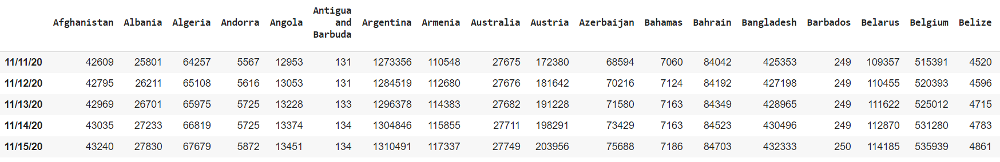 Afghanistan Albania Algeria Andorra Angola Antigua and Barbuda Argentina Armenia Australia Austria Azerbaijan Bahamas Bahrain Bangladesh Barbados Belarus Belgium Belize
11/11/20 42609 25801 64257 5567 12953 131 1273356 110548 27675 172380 68594 7060 84042 425353 249 109357 515391 4520
11/12/20 42795 26211 65108 5616 13053 131 1284519 112680 27676 181642 70216 7124 84192 427198 249 110455 520393 4596
11/13/20 42969 26701 65975 5725 13228 133 1296378 114383 27682 191228 71580 7163 84349 428965 249 111622 525012 4715
11/14/20 43035 27233 66819 5725 13374 134 1304846 115855 27711 198291 73429 7163 84523 430496 249 112870 531280 4783
11/15/20 43240 27830 67679 5872 13451 134 1310491 117337 27749 203956 75688 7186 84703 432333 250 114185 535939 4861